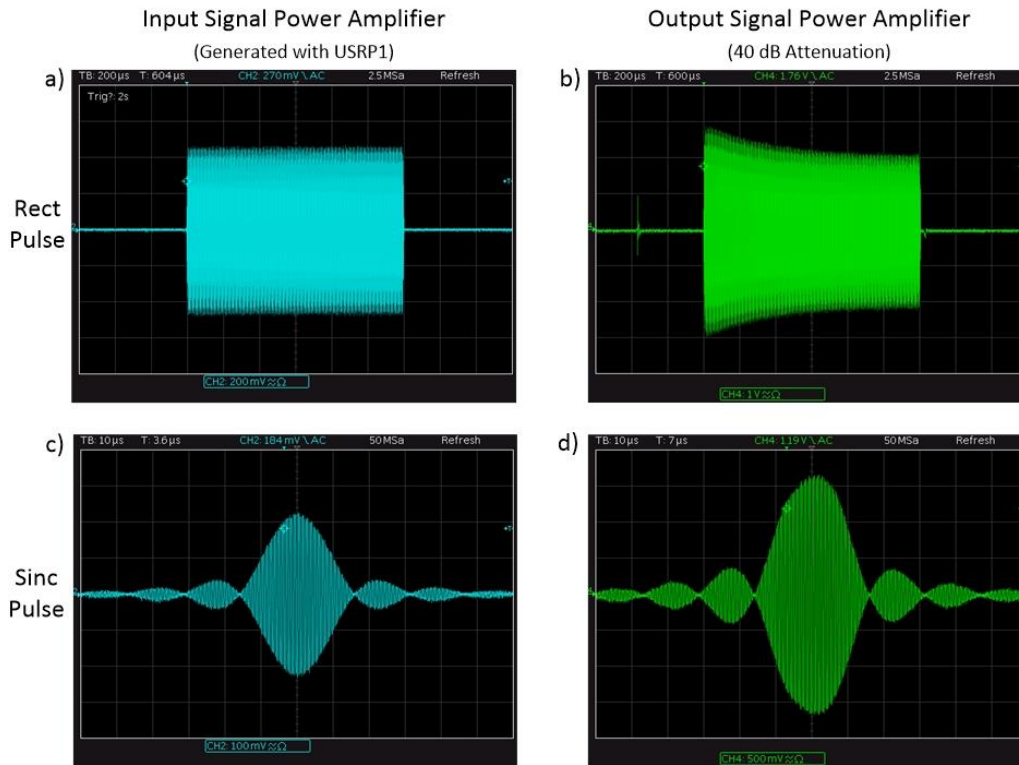 Input Signal Power Amplifier
(Generated with USRP1)
Output Signal Power Amplifier
(40 dB Attenuation)
a)
TB: 200µs T: 604µs CH2: 270mV\AC 2.5MSa Refresh
Trig?: 2s
CH2: 200mV≂Ω
b)
TB: 200µs T: 600µs CH4: 1.76V\AC 2.5MSa Refresh
CH4: 1V≂Ω
Rect
Pulse
c)
TB: 10µs T: 3.6µs CH2: 184mV\AC 50MSa Refresh
CH2: 100mV≂Ω
d)
TB: 10µs T: 7µs CH4: 1.19V\AC 50MSa Refresh
CH4: 500mV≂Ω
Sinc
Pulse